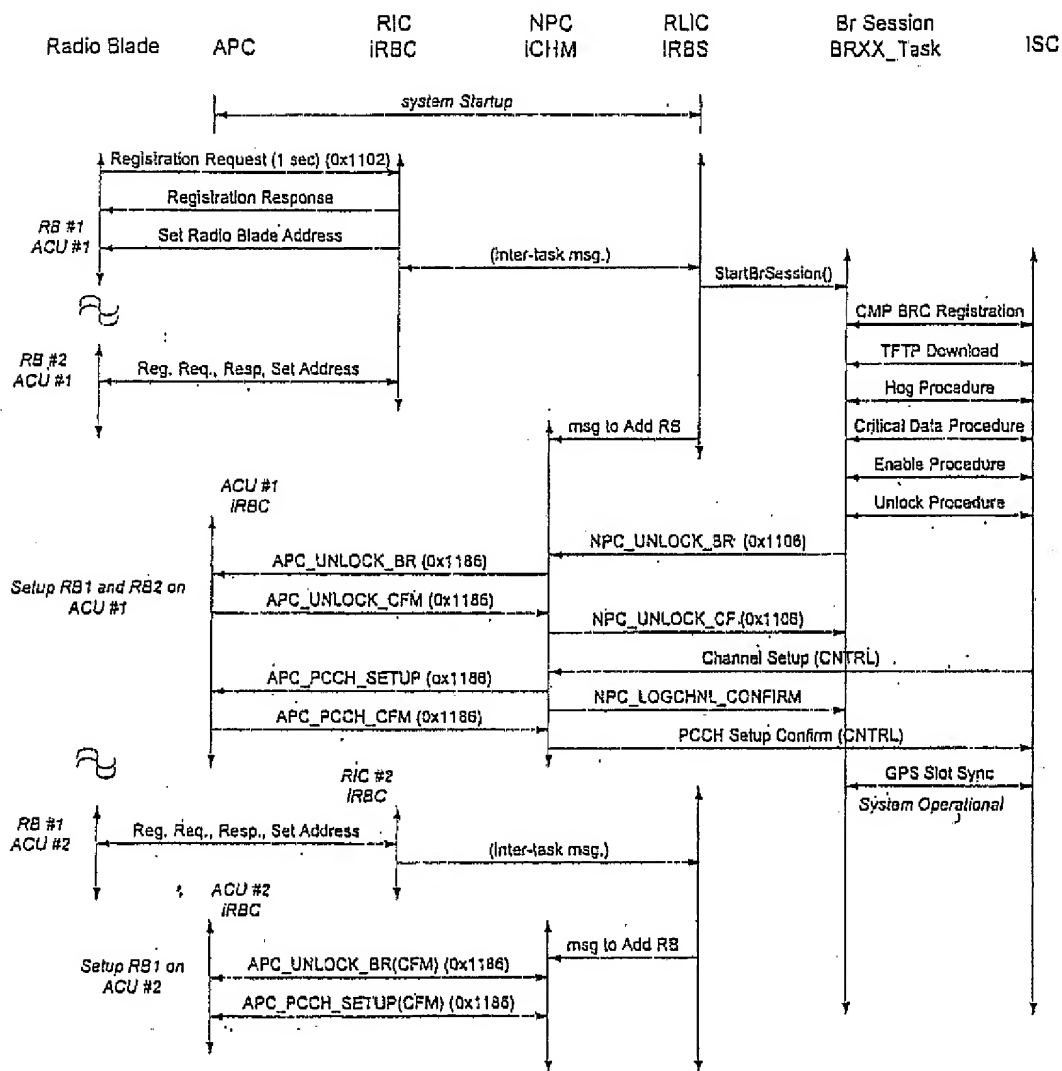 Radio Blade
APC
RIC
iRBC
NPC
ICHM
RLIC
IRBS
Br Session
BRXX_Task
ISC
system Startup
Registration Request (1 sec) (0x1102)
Registration Response
RB #1
ACU #1
Set Radio Blade Address
(Inter-task msg.)
StartBrSession()
CMP BRC Registration
TFTP Download
RB #2
ACU #1
Reg. Req., Resp, Set Address
Hog Procedure
msg to Add RB
Critical Data Procedure
Enable Procedure
ACU #1
iRBC
Unlock Procedure
NPC_UNLOCK_BR (0x1106)
APC_UNLOCK_BR (0x1186)
Setup RB1 and RB2 on
ACU #1
APC_UNLOCK_CFM (0x1186)
NPC_UNLOCK_CF (0x1106)
Channel Setup (CNTRL)
APC_PCCH_SETUP (0x1186)
NPC_LOGCHNL_CONFIRM
APC_PCCH_CFM (0x1186)
PCCH Setup Confirm (CNTRL)
RIC #2
iRBC
GPS Slot Sync
System Operational
RB #1
ACU #2
Reg. Req., Resp., Set Address
(Inter-task msg.)
ACU #2
iRBC
msg to Add RB
Setup RB1 on
ACU #2
APC_UNLOCK_BR(CFM) (0x1186)
APC_PCCH_SETUP(CFM) (0x1186)